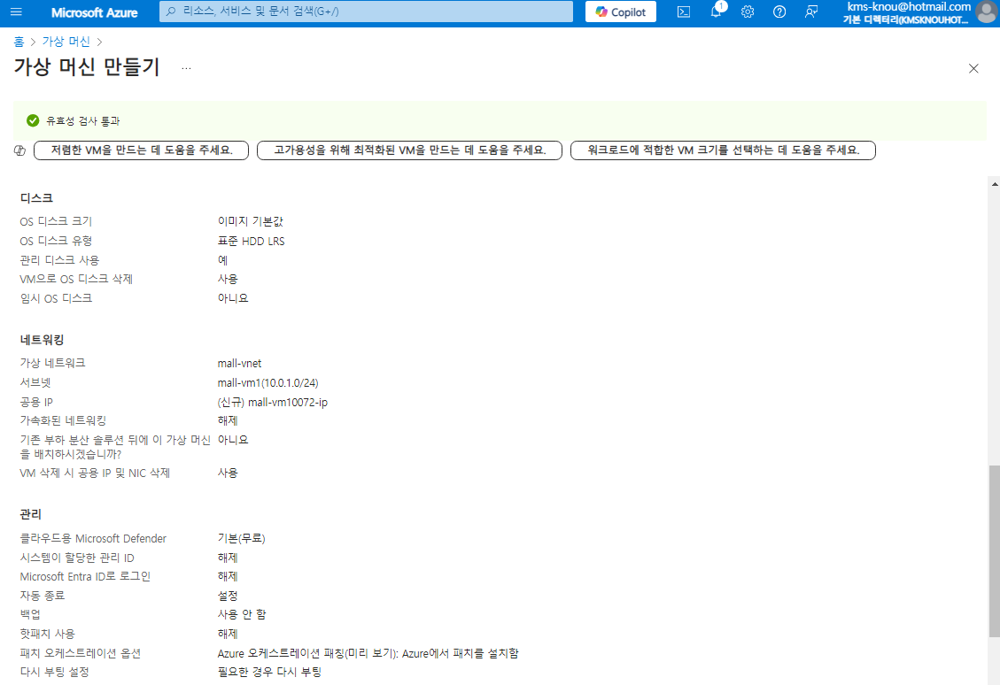 Microsoft Azure
리소스, 서비스 및 문서 검색(G+/)
Copilot
1
kms-knou@hotmail.com
기본 디렉터리(KMSKNOUHOT...
홈 > 가상 머신 >
가상 머신 만들기 ...
유효성 검사 통과
저렴한 VM을 만드는 데 도움을 주세요.
고가용성을 위해 최적화된 VM을 만드는 데 도움을 주세요.
워크로드에 적합한 VM 크기를 선택하는 데 도움을 주세요.
디스크
OS 디스크 크기 이미지 기본값
OS 디스크 유형 표준 HDD LRS
관리 디스크 사용 예
VM으로 OS 디스크 삭제 사용
임시 OS 디스크 아니요
네트워킹
가상 네트워크 mall-vnet
서브넷 mall-vm1(10.0.1.0/24)
공용 IP (신규) mall-vm10072-ip
가속화된 네트워킹 해제
기존 부하 분산 솔루션 뒤에 이 가상 머신 아니요
을 배치하시겠습니까?
VM 삭제 시 공용 IP 및 NIC 삭제 사용
관리
클라우드용 Microsoft Defender 기본(무료)
시스템이 할당한 관리 ID 해제
Microsoft Entra ID로 로그인 해제
자동 종료 설정
백업 사용 안 함
핫패치 사용 해제
패치 오케스트레이션 옵션 Azure 오케스트레이션 패칭(미리 보기): Azure에서 패치를 설치함
다시 부팅 설정 필요한 경우 다시 부팅